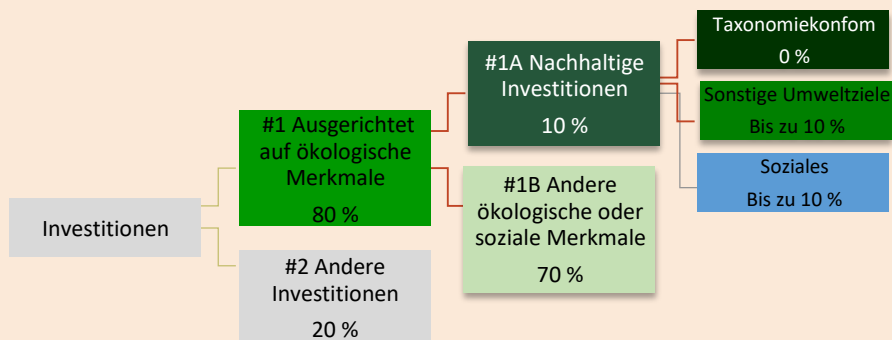 Investitionen
#1 Ausgerichtet
auf ökologische
Merkmale
80 %
#2 Andere
Investitionen
20 %
#1A Nachhaltige
Investitionen
10 %
#1B Andere
ökologische oder
soziale Merkmale
70 %
Taxonomiekonfom
0 %
Sonstige Umweltziele
Bis zu 10 %
Soziales
Bis zu 10 %